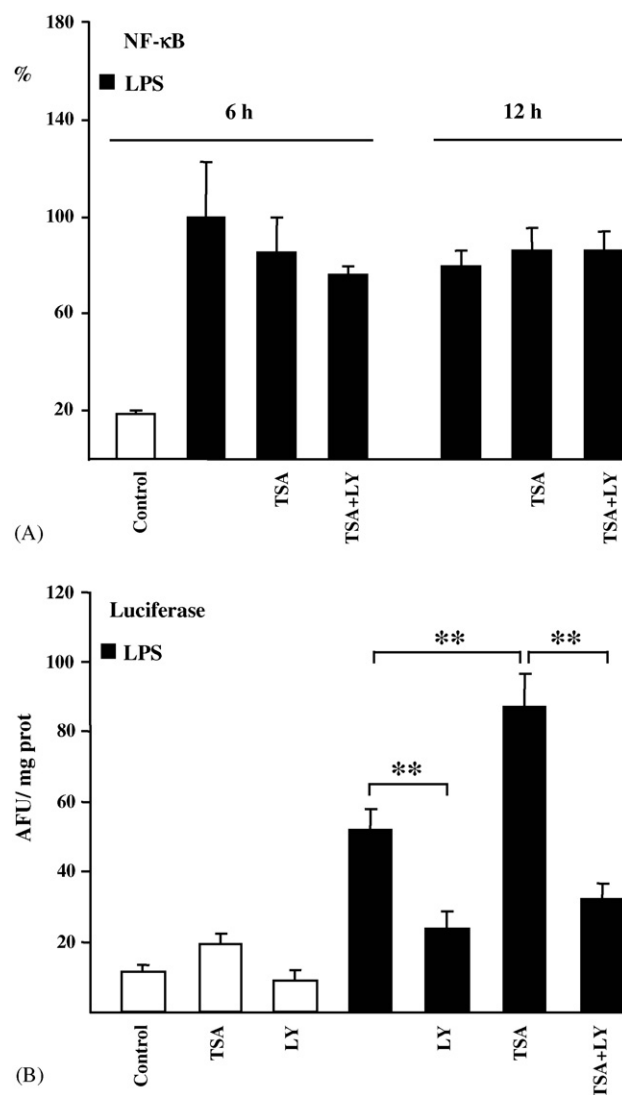 180
NF-κB
%
LPS
6 h
12 h
140
100
60
20
Control
TSA
TSA+LY
TSA
TSA+LY
(A)
120
Luciferase
LPS
**
**
100
80
**
AFU/ mg prot
60
40
20
Control
TSA
LY
LY
TSA
TSA+LY
(B)